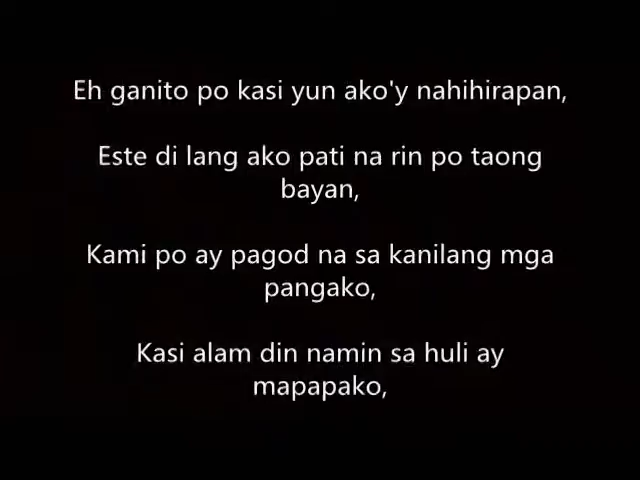 Eh ganito po kasi yun ako'y nahihirapan,
Este di lang ako pati na rin po taong
bayan,
Kami po ay pagod na sa kanilang mga
pangako,
Kasi alam din namin sa huli ay
mapapako,